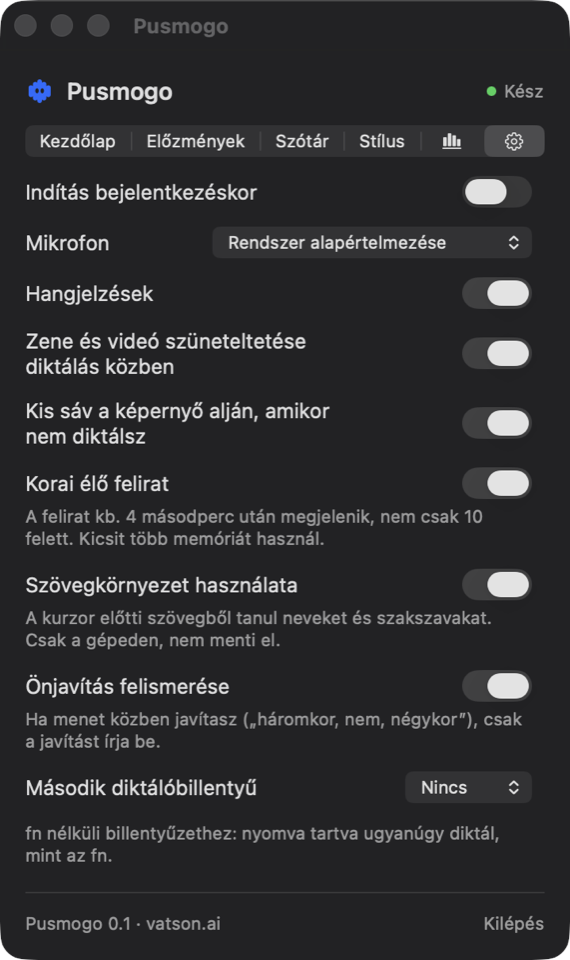 Pusmogo
Pusmogo
Kész
Kezdőlap
Előzmények
Szótár
Stílus
Indítás bejelentkezéskor
Mikrofon
Rendszer alapértelmezése
Hangjelzések
Zene és videó szüneteltetése
diktálás közben
Kis sáv a képernyő alján, amikor
nem diktálsz
Korai élő felirat
A felirat kb. 4 másodperc után megjelenik, nem csak 10
felett. Kicsit több memóriát használ.
Szövegkörnyezet használata
A kurzor előtti szövegből tanul neveket és szakszavakat.
Csak a gépeden, nem menti el.
Önjavítás felismerése
Ha menet közben javítasz („háromkor, nem, négykor”), csak
a javítást írja be.
Második diktálóbillentyű
Nincs
fn nélküli billentyűzethez: nyomva tartva ugyanúgy diktál,
mint az fn.
Pusmogo 0.1 · vatson.ai
Kilépés